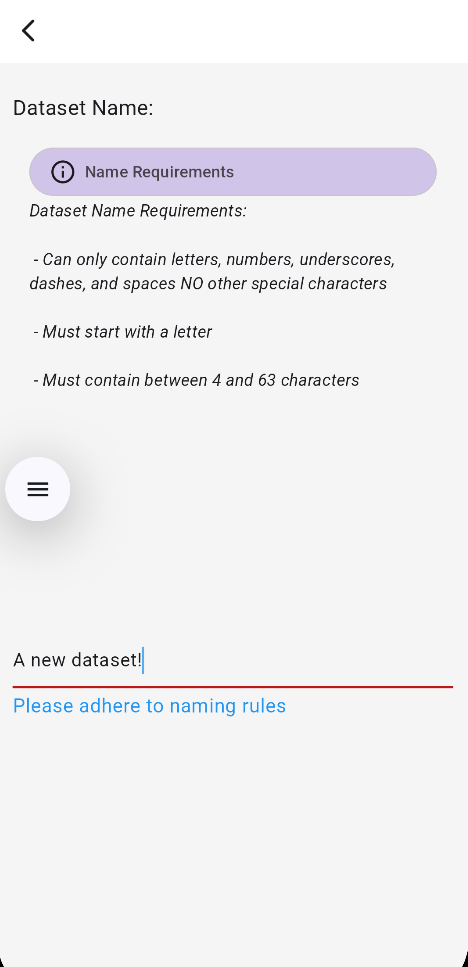 Dataset Name:
Name Requirements
Dataset Name Requirements:
- Can only contain letters, numbers, underscores,
dashes, and spaces NO other special characters
- Must start with a letter
- Must contain between 4 and 63 characters
A new dataset!
Please adhere to naming rules